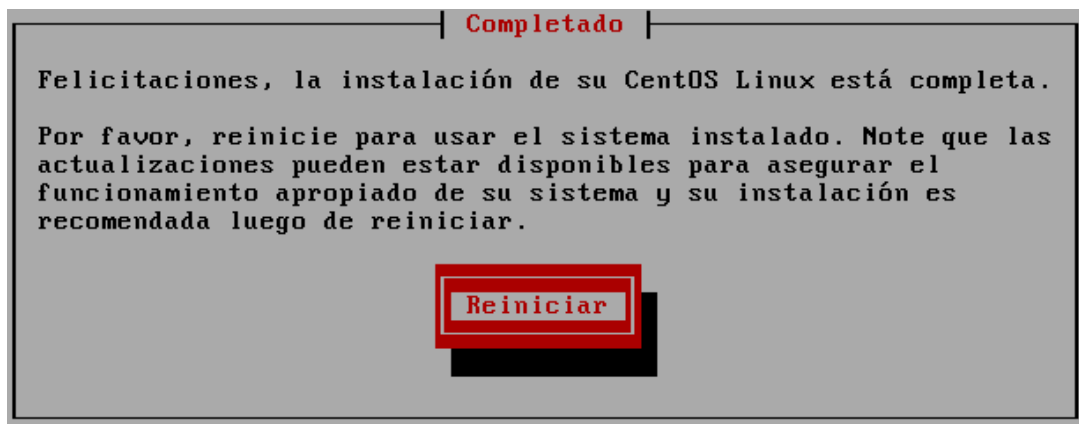 Completado
Felicitaciones, la instalación de su CentOS Linux está completa.
Por favor, reinicie para usar el sistema instalado. Note que las
actualizaciones pueden estar disponibles para asegurar el
funcionamiento apropiado de su sistema y su instalación es
recomendada luego de reiniciar.
Reiniciar